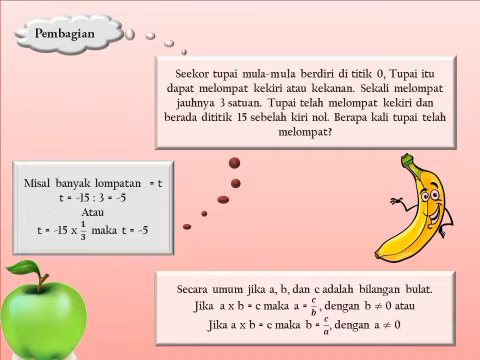 Pembagian
Seekor tupai mula-mula berdiri di titik 0, Tupai itu
dapat melompat kekiri atau kekanan. Sekali melompat
jauhnya 3 satuan. Tupai telah melompat kekiri dan
berada dititik 15 sebelah kiri nol. Berapa kali tupai telah
melompat?
Misal banyak lompatan = t
t = -15 : 3 = -5
Atau
t = -15 x 1/3 maka t = -5
Secara umum jika a, b, dan c adalah bilangan bulat.
Jika a x b = c maka a = c/b, dengan b ≠ 0 atau
Jika a x b = c maka b = c/a, dengan a ≠ 0